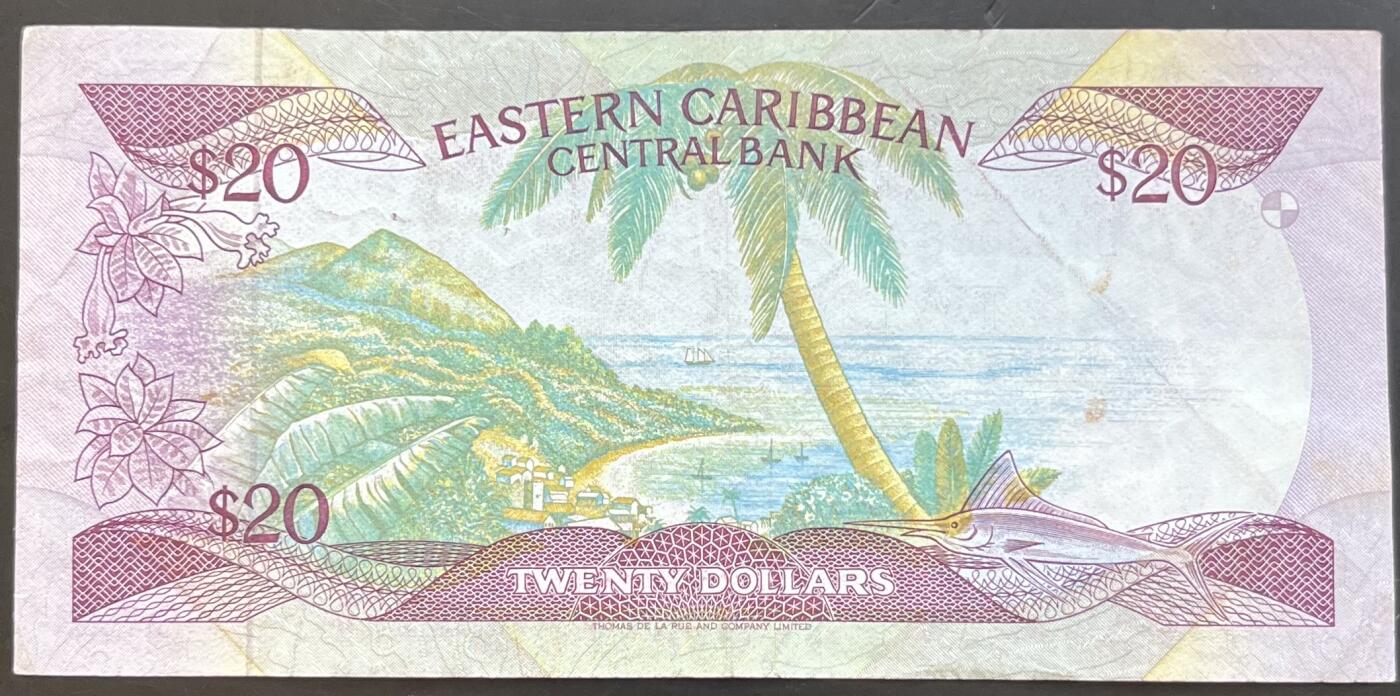 EASTERN CARIBBEAN
CENTRAL BANK
$20
$20
$20
TWENTY DOLLARS
THOMAS DE LA RUE AND COMPANY LIMITED